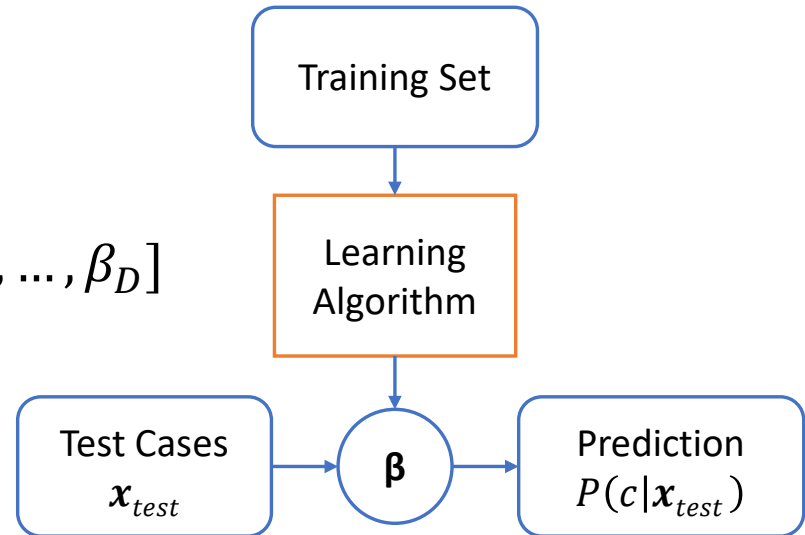 Training Set
, … , β_D]
Learning
Algorithm
Test Cases
x_test
β
Prediction
P(c|x_test)